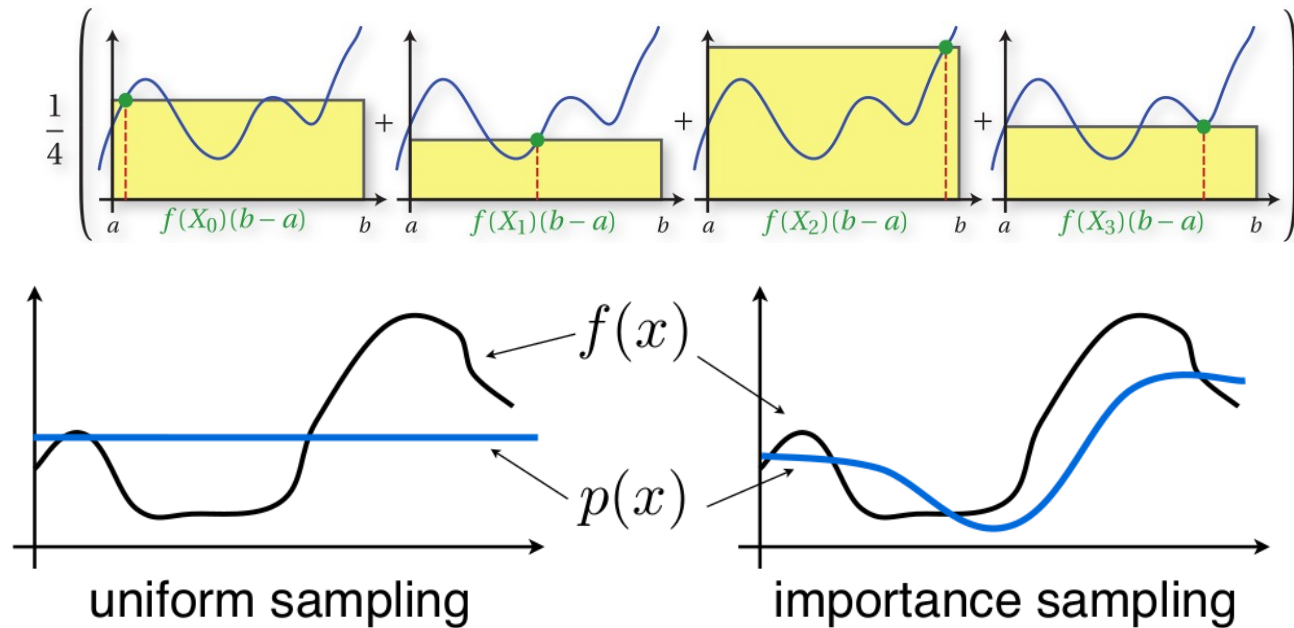 1/4 ( + + + )
a f(X₀)(b − a) b a f(X₁)(b − a) b a f(X₂)(b − a) b a f(X₃)(b − a) b
f(x)
p(x)
uniform sampling importance sampling